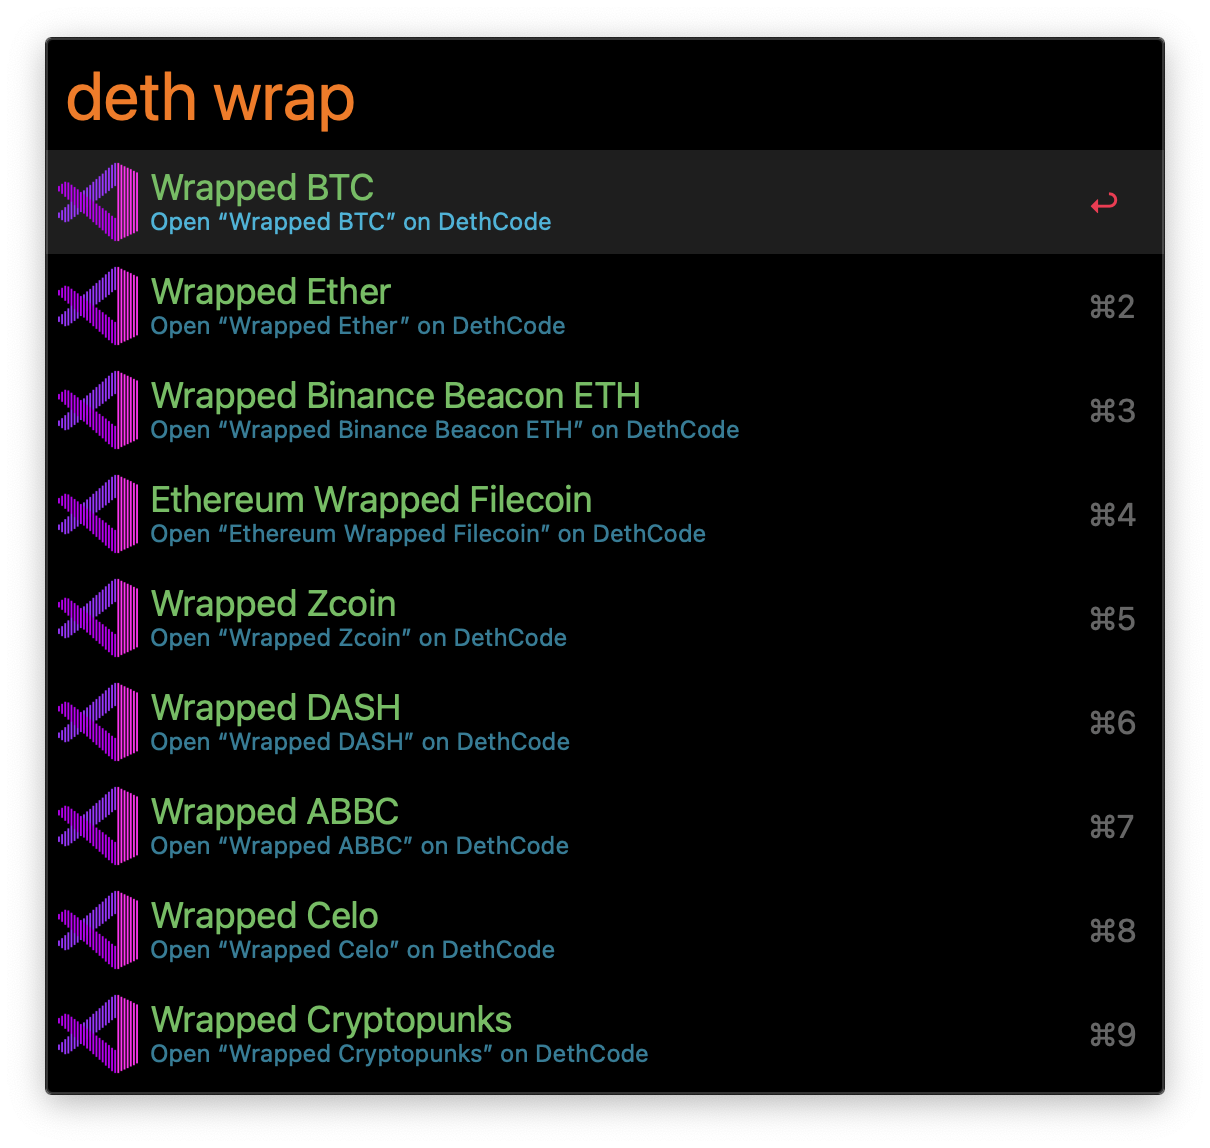 deth wrap
Wrapped BTC
Open “Wrapped BTC” on DethCode
↩
Wrapped Ether
Open “Wrapped Ether” on DethCode
⌘2
Wrapped Binance Beacon ETH
Open “Wrapped Binance Beacon ETH” on DethCode
⌘3
Ethereum Wrapped Filecoin
Open “Ethereum Wrapped Filecoin” on DethCode
⌘4
Wrapped Zcoin
Open “Wrapped Zcoin” on DethCode
⌘5
Wrapped DASH
Open “Wrapped DASH” on DethCode
⌘6
Wrapped ABBC
Open “Wrapped ABBC” on DethCode
⌘7
Wrapped Celo
Open “Wrapped Celo” on DethCode
⌘8
Wrapped Cryptopunks
Open “Wrapped Cryptopunks” on DethCode
⌘9